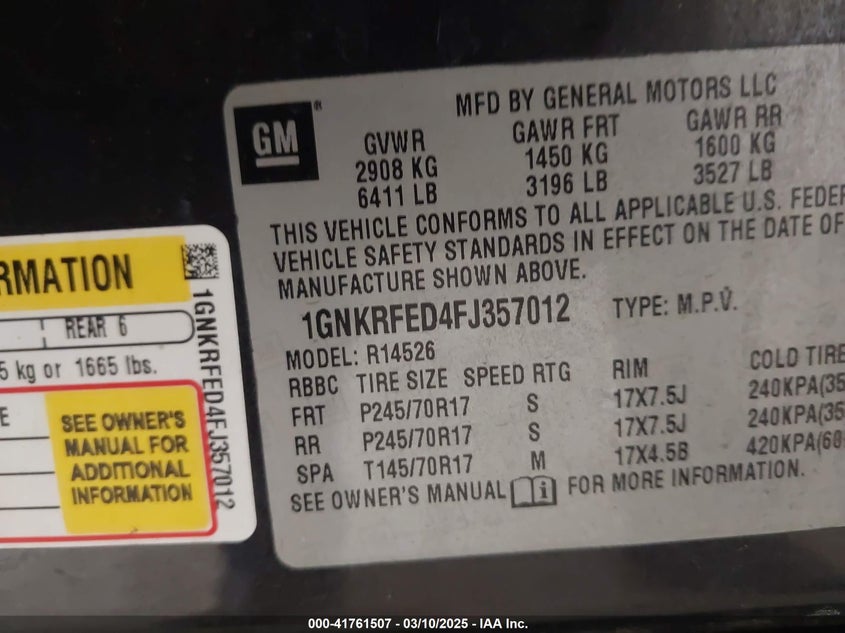 MFD BY GENERAL MOTORS LLC
GM®
GVWR GAWR FRT GAWR RR
2908 KG 1450 KG 1600 KG
6411 LB 3196 LB 3527 LB
THIS VEHICLE CONFORMS TO ALL APPLICABLE U.S. FEDER
VEHICLE SAFETY STANDARDS IN EFFECT ON THE DATE OF
MANUFACTURE SHOWN ABOVE.
1GNKRFED4FJ357012 TYPE: M.P.V.
MODEL: R14526
RBBC TIRE SIZE SPEED RTG RIM COLD TIRE
FRT P245/70R17 S 17X7.5J 240KPA(35
RR P245/70R17 S 17X7.5J 240KPA(35
SPA T145/70R17 M 17X4.5B 420KPA(60
SEE OWNER'S MANUAL FOR MORE INFORMATION.
RMATION
REAR 6
5 kg or 1665 lbs.
E
SEE OWNER'S
MANUAL FOR
ADDITIONAL
INFORMATION
1GNKRFED4FJ357012
000-41761507 - 03/10/2025 - IAA Inc.